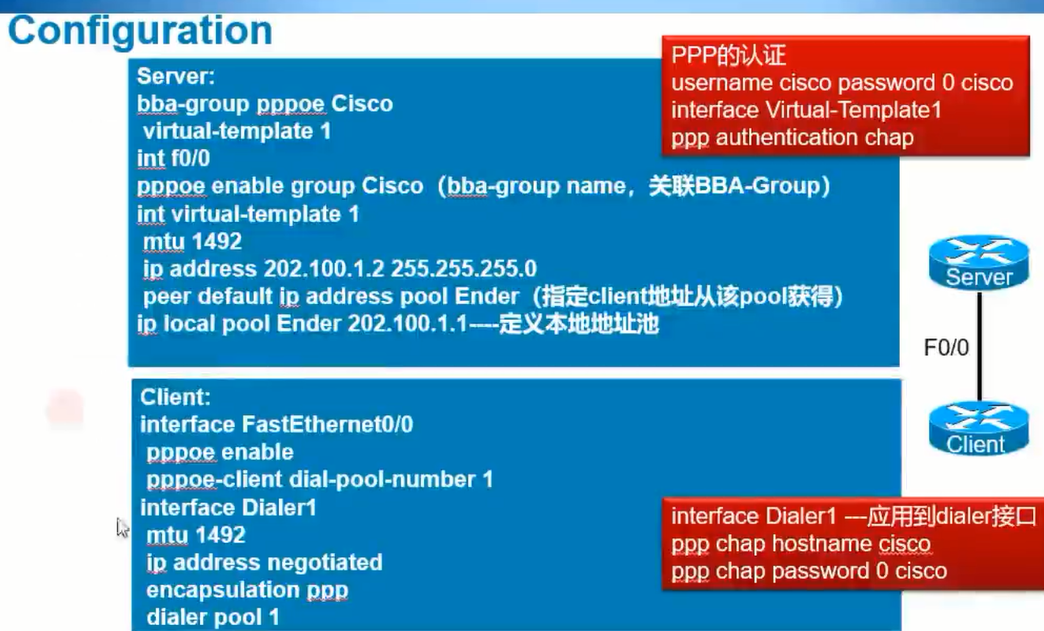 Configuration
Server:
bba-group pppoe Cisco
virtual-template 1
int f0/0
pppoe enable group Cisco（bba-group name，关联BBA-Group）
int virtual-template 1
mtu 1492
ip address 202.100.1.2 255.255.255.0
peer default ip address pool Ender（指定client地址从该pool获得）
ip local pool Ender 202.100.1.1----定义本地地址池
PPP的认证
username cisco password 0 cisco
interface Virtual-Template1
ppp authentication chap
Server
F0/0
Client
Client:
interface FastEthernet0/0
pppoe enable
pppoe-client dial-pool-number 1
interface Dialer1
mtu 1492
ip address negotiated
encapsulation ppp
dialer pool 1
interface Dialer1 ---应用到dialer接口
ppp chap hostname cisco
ppp chap password 0 cisco